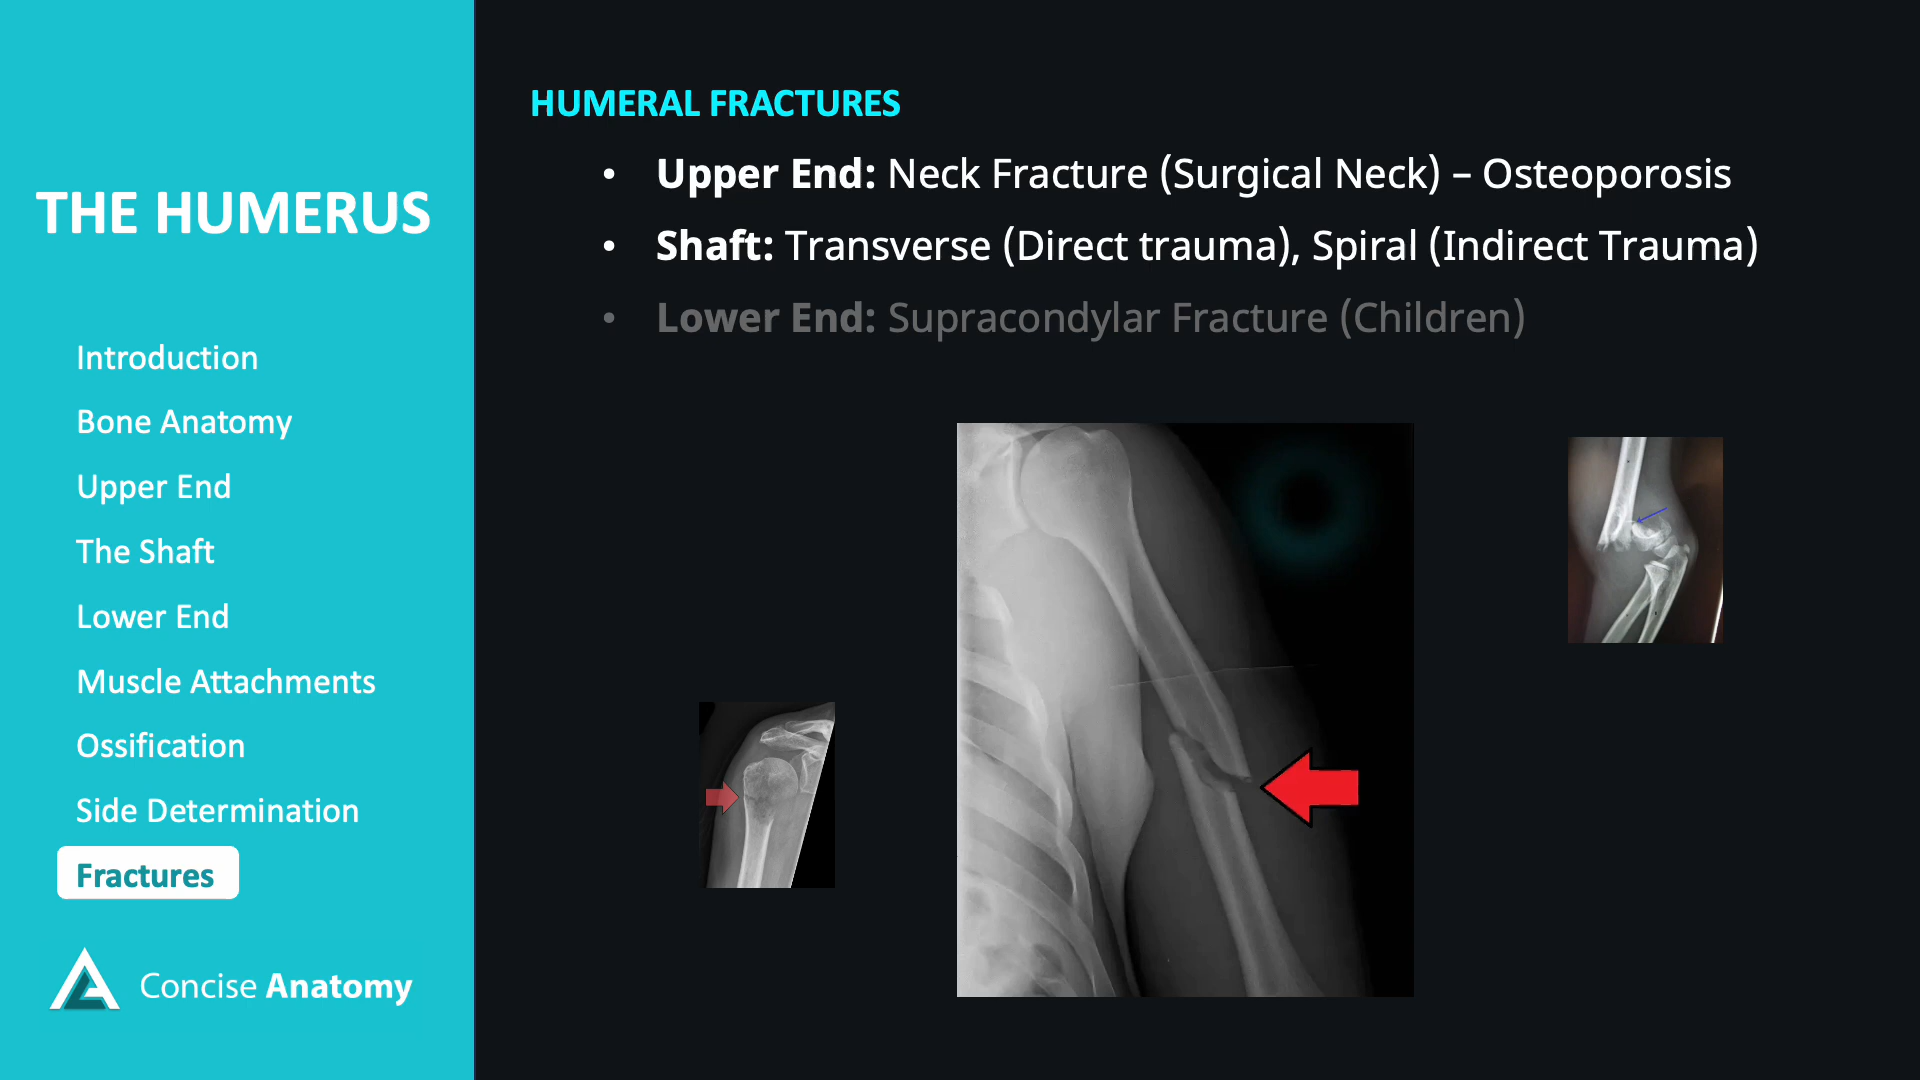 THE HUMERUS
Introduction
Bone Anatomy
Upper End
The Shaft
Lower End
Muscle Attachments
Ossification
Side Determination
Fractures
Concise Anatomy
HUMERAL FRACTURES
• Upper End: Neck Fracture (Surgical Neck) – Osteoporosis
• Shaft: Transverse (Direct trauma), Spiral (Indirect Trauma)
• Lower End: Supracondylar Fracture (Children)